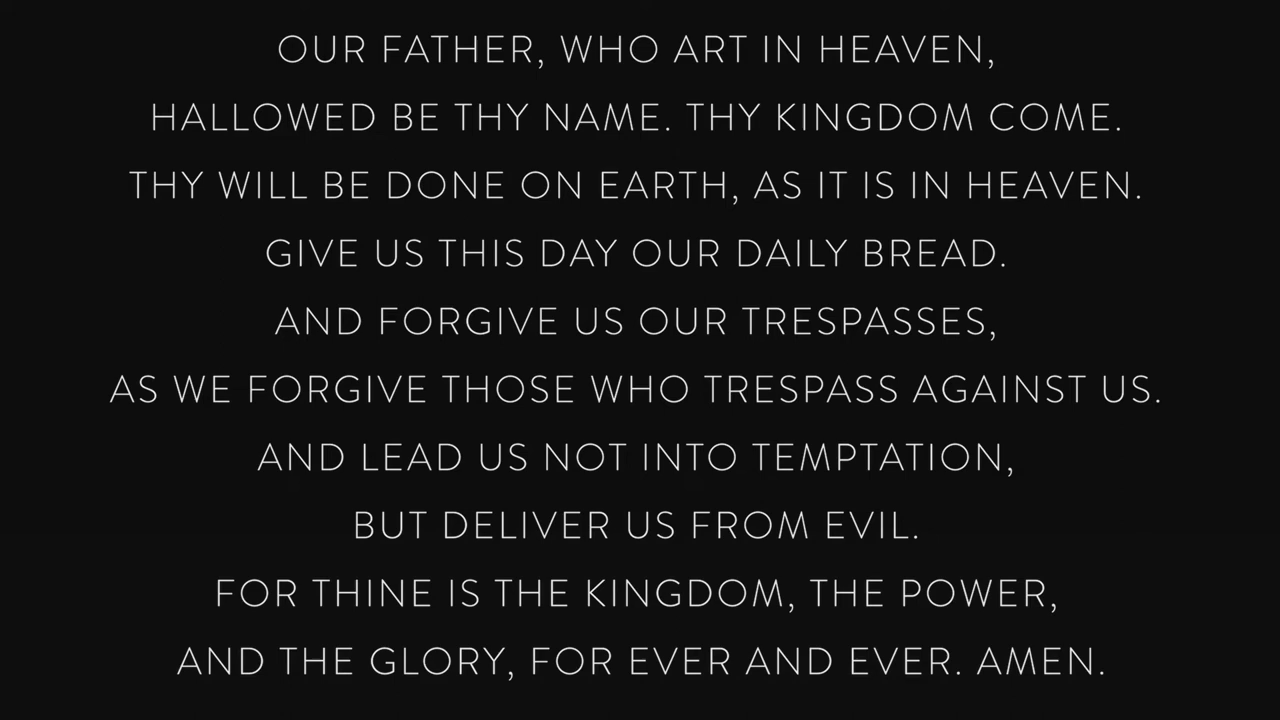 OUR FATHER, WHO ART IN HEAVEN,
HALLOWED BE THY NAME. THY KINGDOM COME.
THY WILL BE DONE ON EARTH, AS IT IS IN HEAVEN.
GIVE US THIS DAY OUR DAILY BREAD.
AND FORGIVE US OUR TRESPASSES,
AS WE FORGIVE THOSE WHO TRESPASS AGAINST US.
AND LEAD US NOT INTO TEMPTATION,
BUT DELIVER US FROM EVIL.
FOR THINE IS THE KINGDOM, THE POWER,
AND THE GLORY, FOR EVER AND EVER. AMEN.